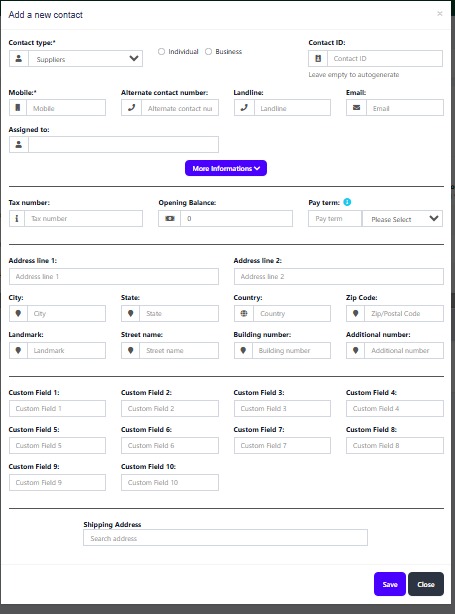 Add a new contact ×
Contact type:* Contact ID:
Suppliers Individual Business Contact ID
Leave empty to autogenerate
Mobile:* Alternate contact number: Landline: Email:
Mobile Alternate contact nu Landline Email
Assigned to:
More Informations
Tax number: Opening Balance: Pay term:
Tax number 0 Pay term Please Select
Address line 1: Address line 2:
Address line 1 Address line 2
City: State: Country: Zip Code:
City State Country Zip/Postal Code
Landmark: Street name: Building number: Additional number:
Landmark Street name Building number Additional number
Custom Field 1: Custom Field 2: Custom Field 3: Custom Field 4:
Custom Field 1 Custom Field 2 Custom Field 3 Custom Field 4
Custom Field 5: Custom Field 6: Custom Field 7: Custom Field 8:
Custom Field 5 Custom Field 6 Custom Field 7 Custom Field 8
Custom Field 9: Custom Field 10:
Custom Field 9 Custom Field 10
Shipping Address
Search address
Save Close